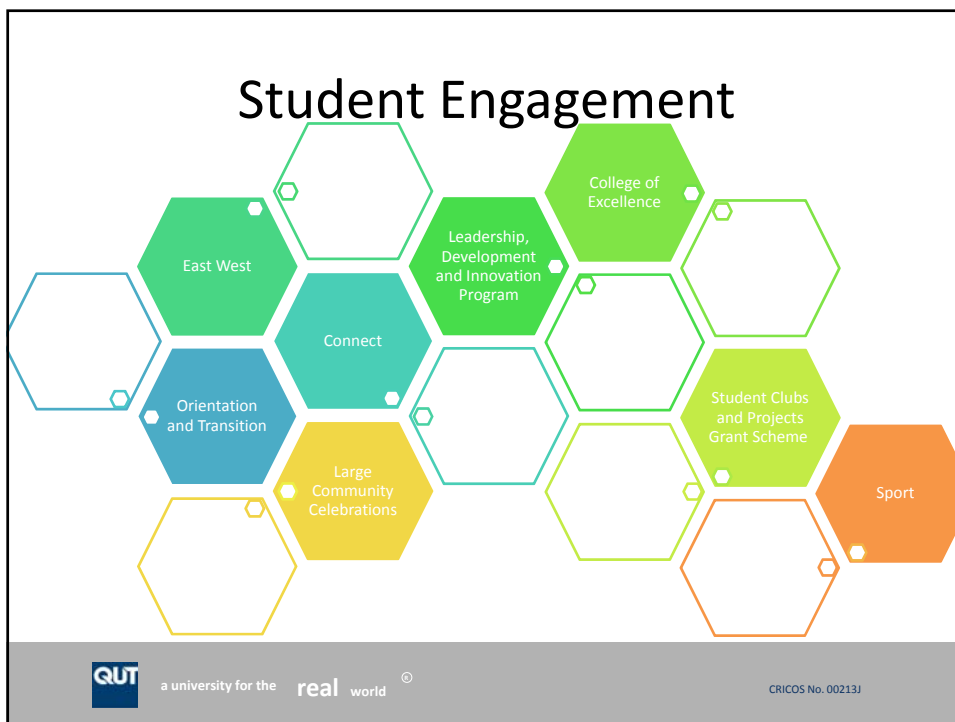 Student Engagement
College of
Excellence
Leadership,
Development
and Innovation
Program
East West
Connect
Orientation
and Transition
Student Clubs
and Projects
Grant Scheme
Large
Community
Celebrations
Sport
QUT
a university for the real world ®
CRICOS No. 00213J